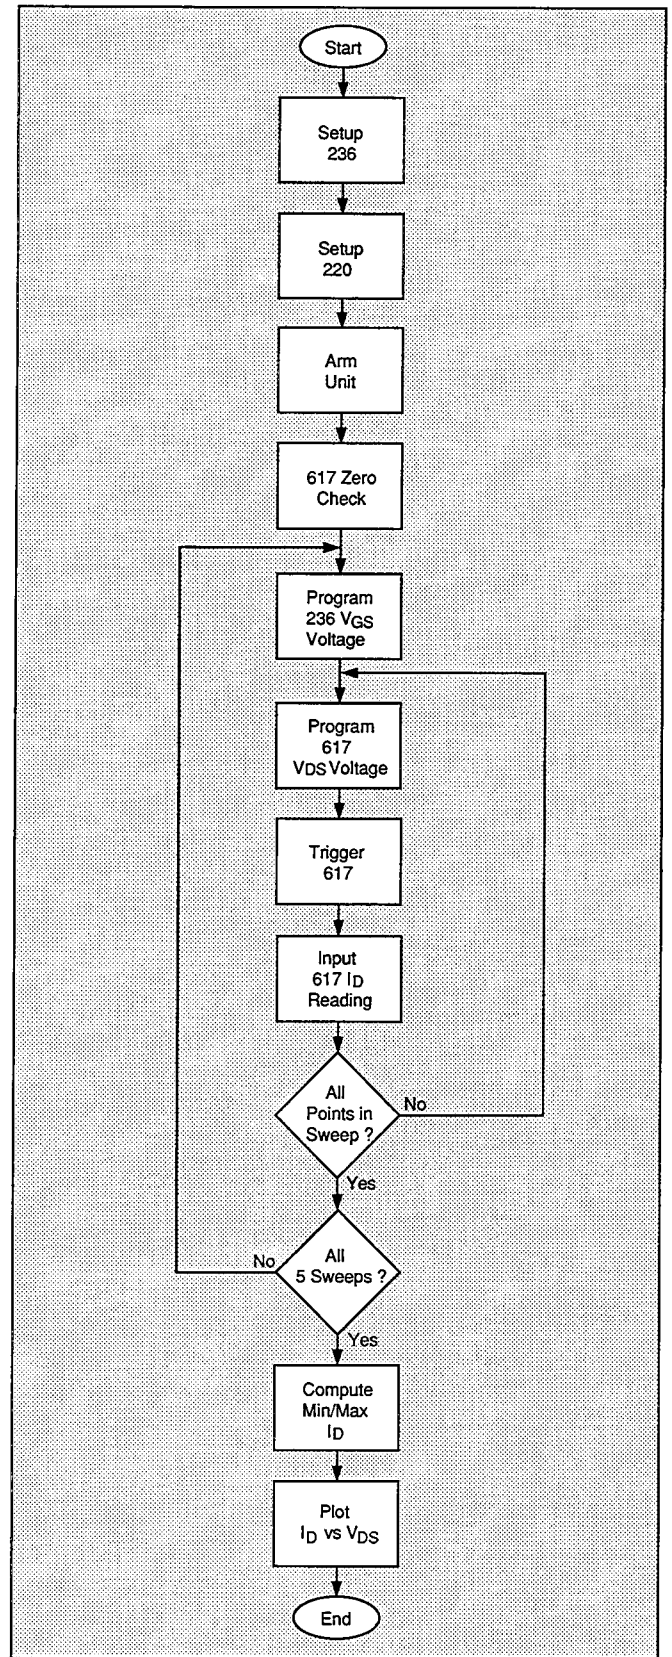 Start
Setup
236
Setup
220
Arm
Unit
617 Zero
Check
Program
236 VGS
Voltage
Program
617
VDS Voltage
Trigger
617
Input
617 ID
Reading
All
Points in
Sweep ?
No
Yes
All
5 Sweeps ?
No
Yes
Compute
Min/Max
ID
Plot
ID vs VDS
End